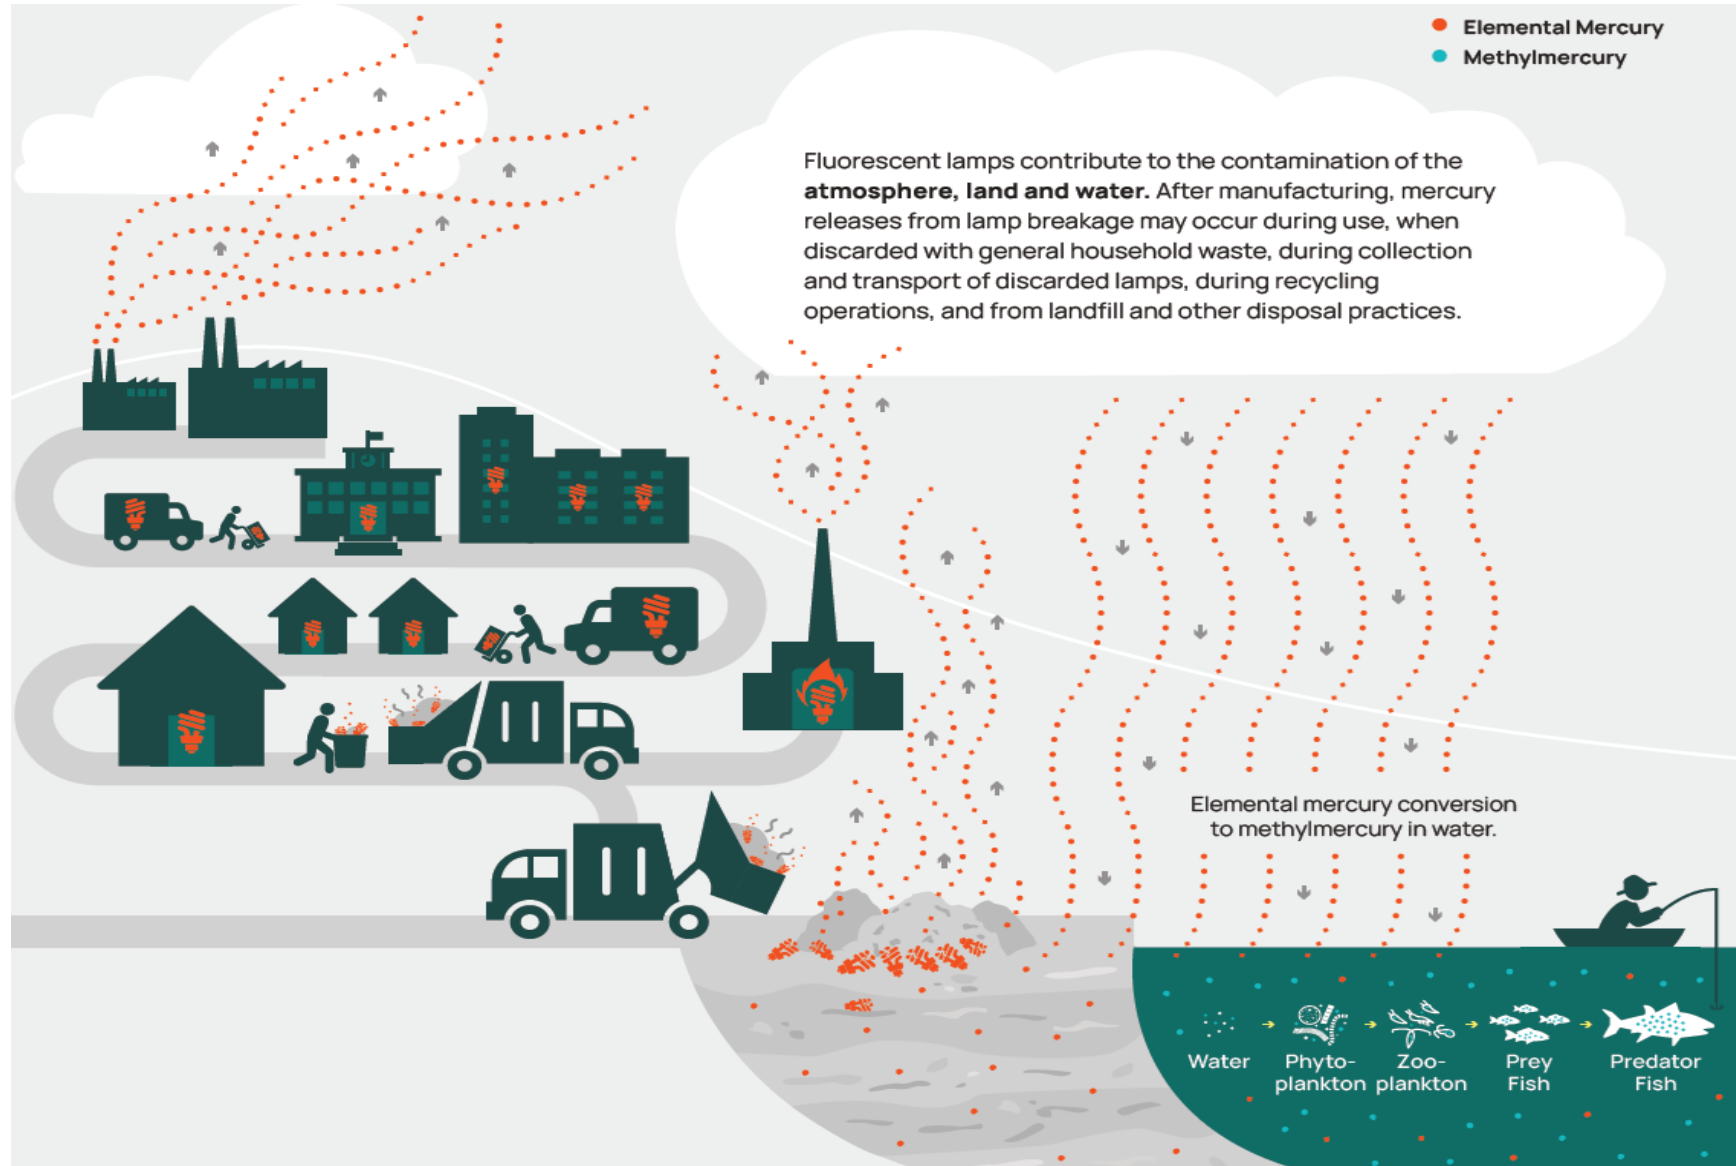 Elemental Mercury
Methylmercury
Fluorescent lamps contribute to the contamination of the
atmosphere, land and water. After manufacturing, mercury
releases from lamp breakage may occur during use, when
discarded with general household waste, during collection
and transport of discarded lamps, during recycling
operations, and from landfill and other disposal practices.
Elemental mercury conversion
to methylmercury in water.
Water
Phyto-
plankton
Zoo-
plankton
Prey
Fish
Predator
Fish